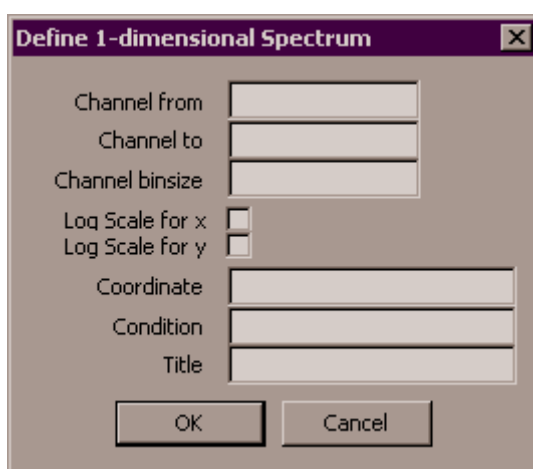 Define 1-dimensional Spectrum
Channel from
Channel to
Channel binsize
Log Scale for x
Log Scale for y
Coordinate
Condition
Title
OK Cancel